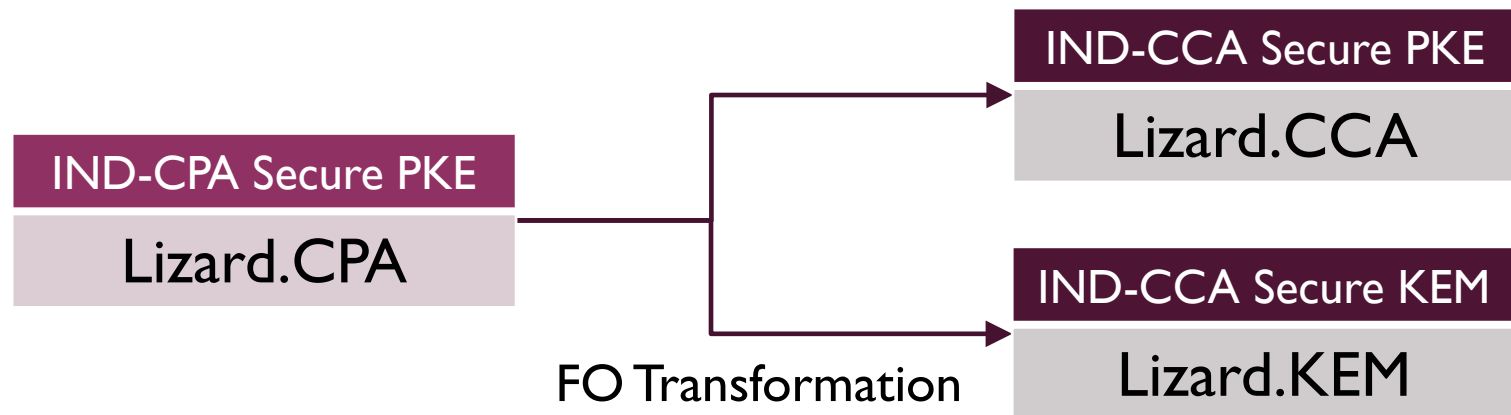 IND-CPA Secure PKE
Lizard.CPA
FO Transformation
IND-CCA Secure PKE
Lizard.CCA
IND-CCA Secure KEM
Lizard.KEM